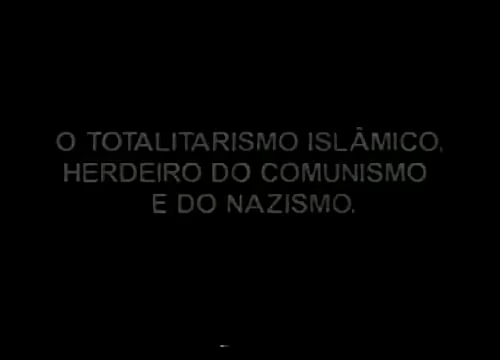 O TOTALITARISMO ISLÂMICO,
HERDEIRO DO COMUNISMO
E DO NAZISMO.